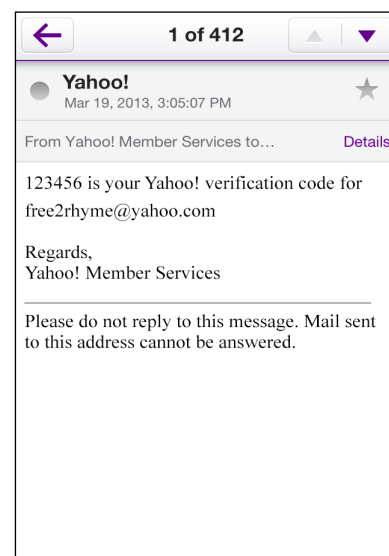 1 of 412
Yahoo!
Mar 19, 2013, 3:05:07 PM
From Yahoo! Member Services to…
Details
123456 is your Yahoo! verification code for
free2rhyme@yahoo.com
Regards,
Yahoo! Member Services
Please do not reply to this message. Mail sent
to this address cannot be answered.